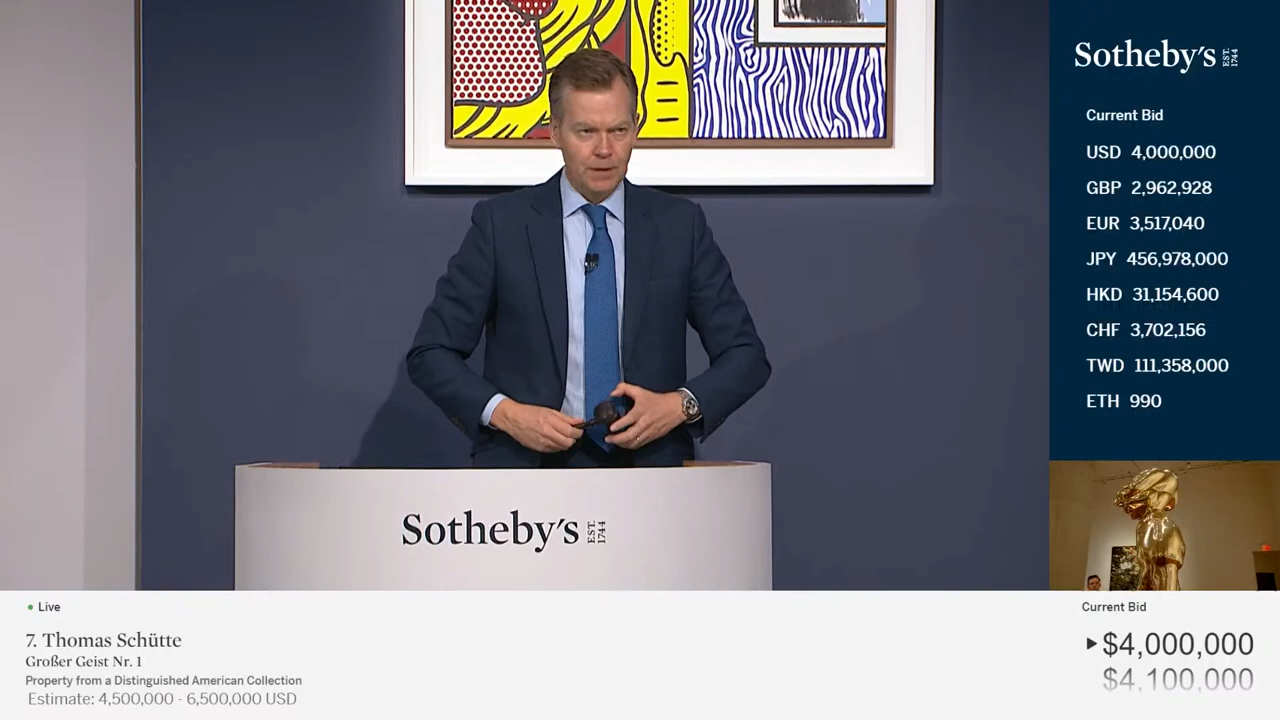 Sotheby's EST. 1744
Current Bid
USD 4,000,000
GBP 2,962,928
EUR 3,517,040
JPY 456,978,000
HKD 31,154,600
CHF 3,702,156
TWD 111,358,000
ETH 990
Sotheby's EST. 1744
Live
7. Thomas Schütte
Großer Geist Nr. 1
Property from a Distinguished American Collection
Estimate: 4,500,000 - 6,500,000 USD
Current Bid
$4,000,000
$4,100,000